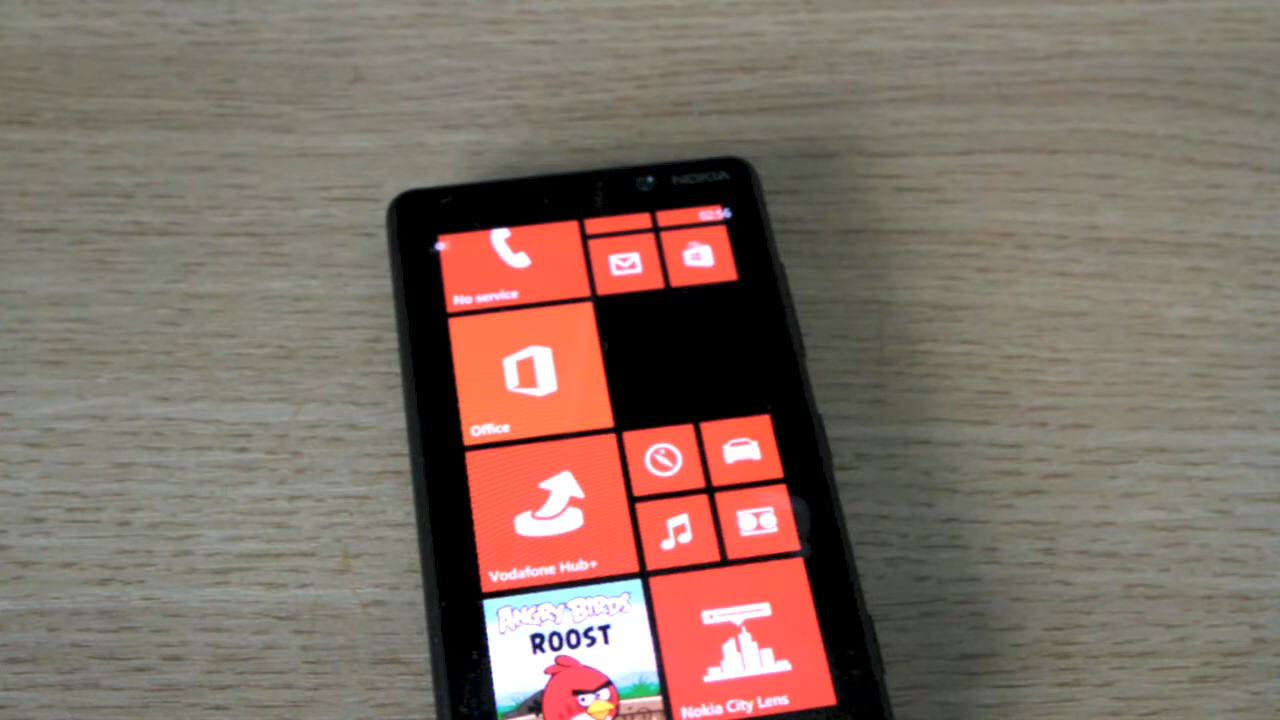 NOKIA
02:56
No service
Office
Vodafone Hub+
ANGRY BIRDS
ROOST
Nokia City Lens